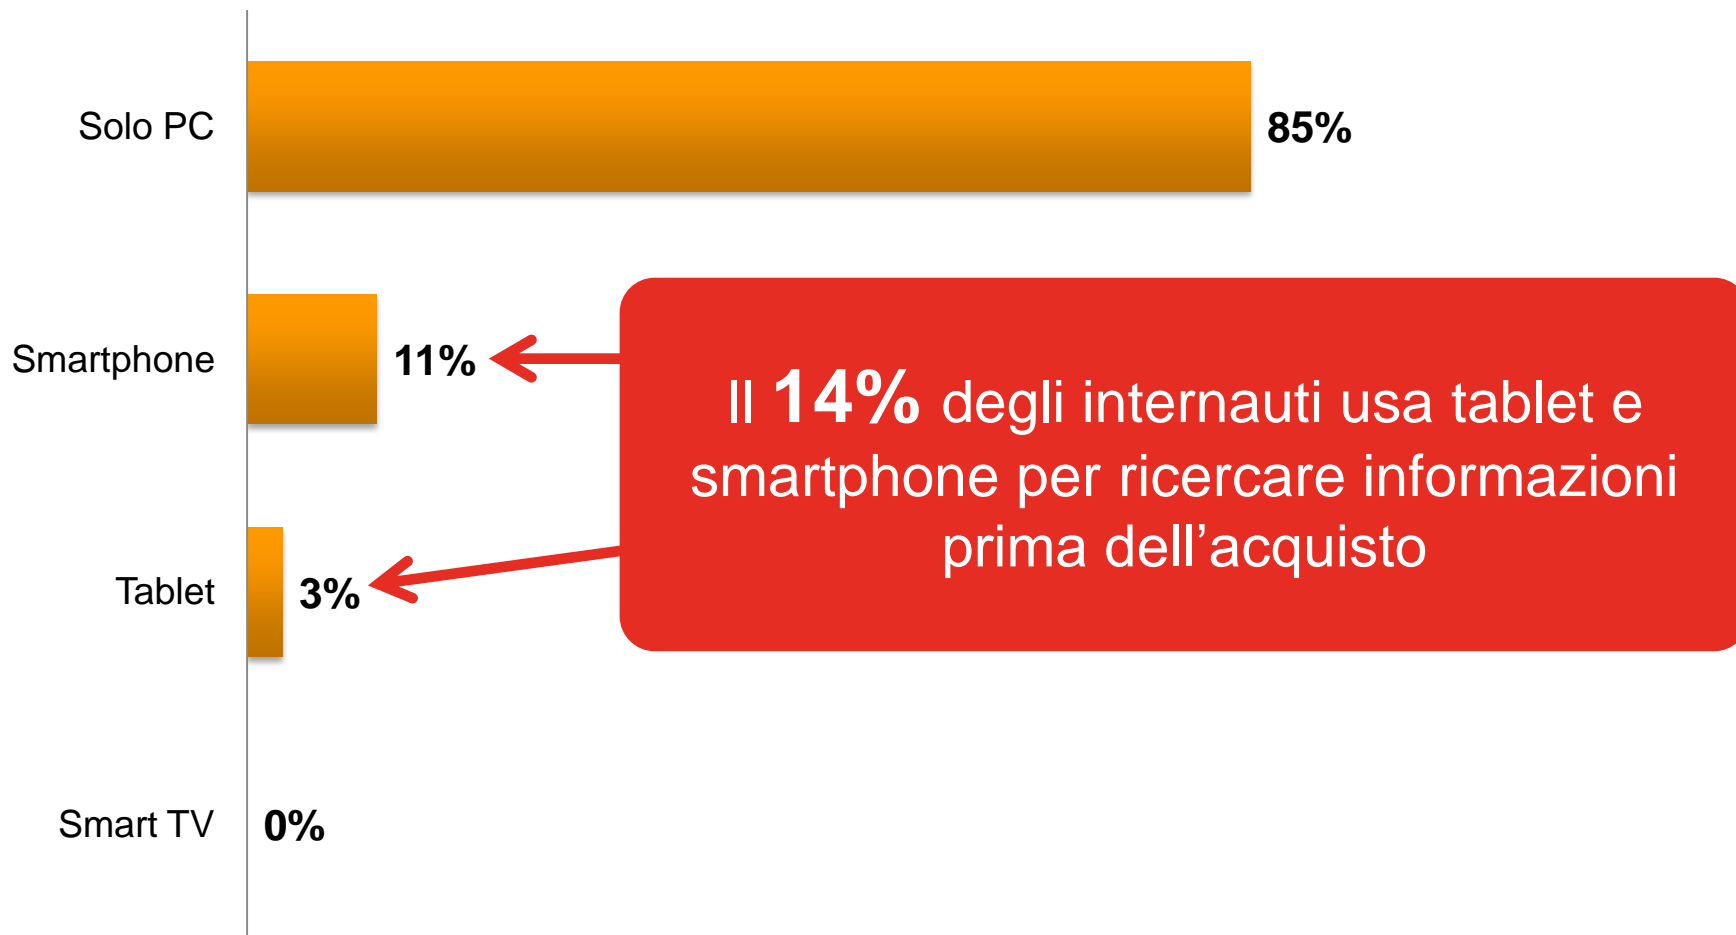 Solo PC
85%
Smartphone
11%
Il 14% degli internauti usa tablet e
smartphone per ricercare informazioni
prima dell’acquisto
Tablet
3%
Smart TV
0%